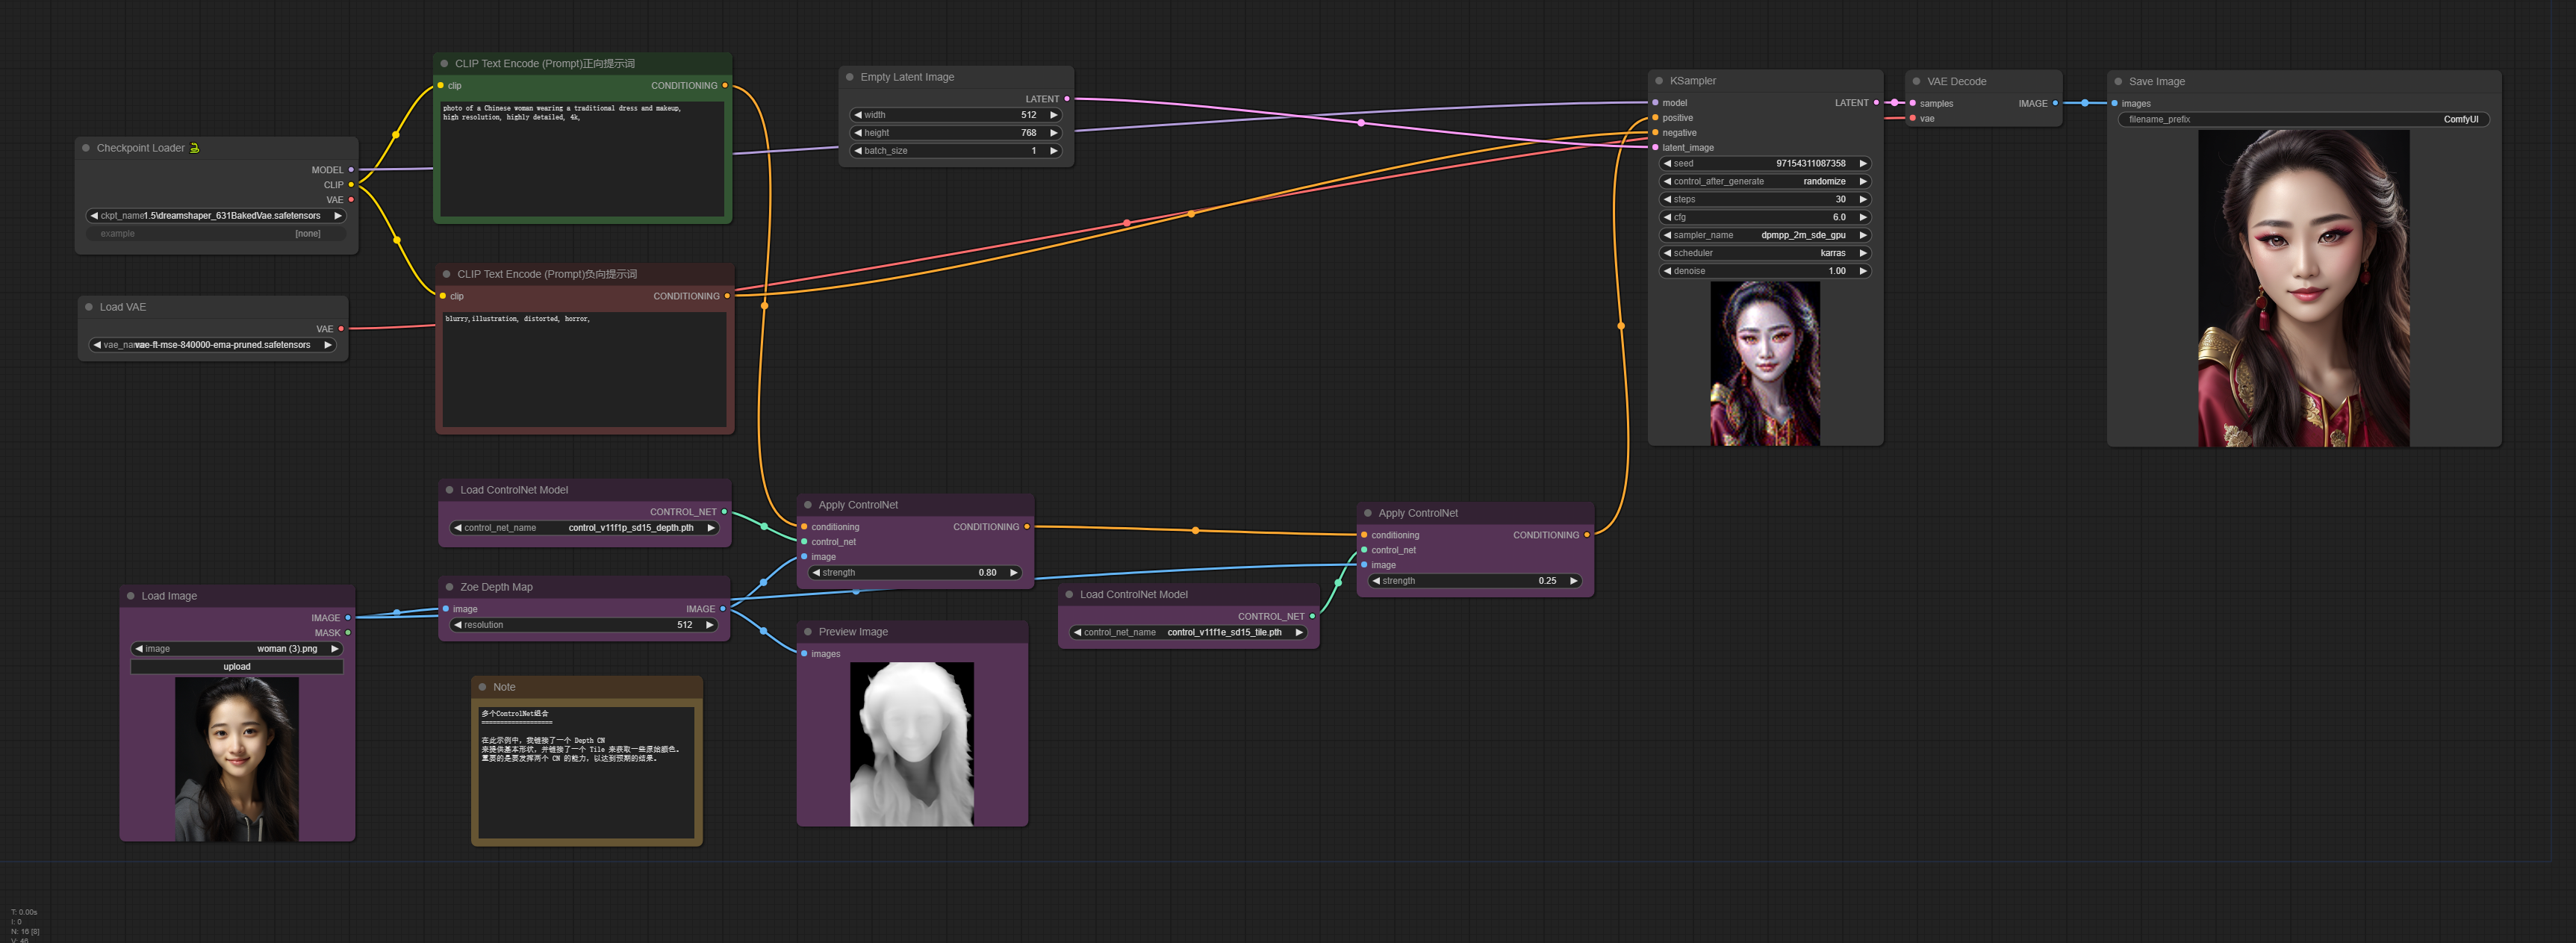 Checkpoint Loader
MODEL
CLIP
VAE
ckpt_name 1.5\dreamshaper_631BakedVae.safetensors
example [none]
Load VAE
VAE
vae_name vae-ft-mse-840000-ema-pruned.safetensors
CLIP Text Encode (Prompt)正向提示词
clip CONDITIONING
photo of a Chinese woman wearing a traditional dress and makeup,
high resolution, highly detailed, 4k,
CLIP Text Encode (Prompt)负向提示词
clip CONDITIONING
blurry,illustration, distorted, horror,
Empty Latent Image
LATENT
width 512
height 768
batch_size 1
KSampler
model LATENT
positive
negative
latent_image
seed 97154311087358
control_after_generate randomize
steps 30
cfg 6.0
sampler_name dpmpp_2m_sde_gpu
scheduler karras
denoise 1.00
VAE Decode
samples IMAGE
vae
Save Image
images
filename_prefix ComfyUI
Load ControlNet Model
CONTROL_NET
control_net_name control_v11f1p_sd15_depth.pth
Apply ControlNet
conditioning CONDITIONING
control_net
image
strength 0.80
Apply ControlNet
conditioning CONDITIONING
control_net
image
strength 0.25
Load ControlNet Model
CONTROL_NET
control_net_name control_v11f1e_sd15_tile.pth
Load Image
IMAGE
MASK
image woman (3).png
upload
Zoe Depth Map
image IMAGE
resolution 512
Preview Image
images
Note
多个ControlNet组合
===================
在此示例中，我链接了一个 Depth CN
来提供基本形状，并链接了一个 Tile 来获取一些原始颜色。
重要的是要发挥两个 CN 的能力，以达到预期的结果。
T: 0.00s
I: 0
N: 16 [8]
V: 46